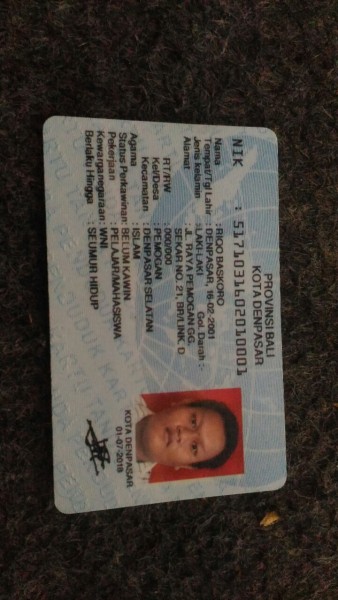 PROVINSI BALI
KOTA DENPASAR
NIK : 5171031602010001
Nama : RIQO BASKORO
Tempat/Tgl Lahir : DENPASAR, 16-02-2001
Jenis kelamin : LAKI-LAKI Gol. Darah : -
Alamat : JL. RAYA PEMOGAN GG.
SEKAR NO. 21, BR/LINK. D
RT/RW : 000/000
Kel/Desa : PEMOGAN
Kecamatan : DENPASAR SELATAN
Agama : ISLAM
Status Perkawinan: BELUM KAWIN
Pekerjaan : PELAJAR/MAHASISWA
Kewarganegaraan: WNI
Berlaku Hingga : SEUMUR HIDUP
KOTA DENPASAR
01-07-2018